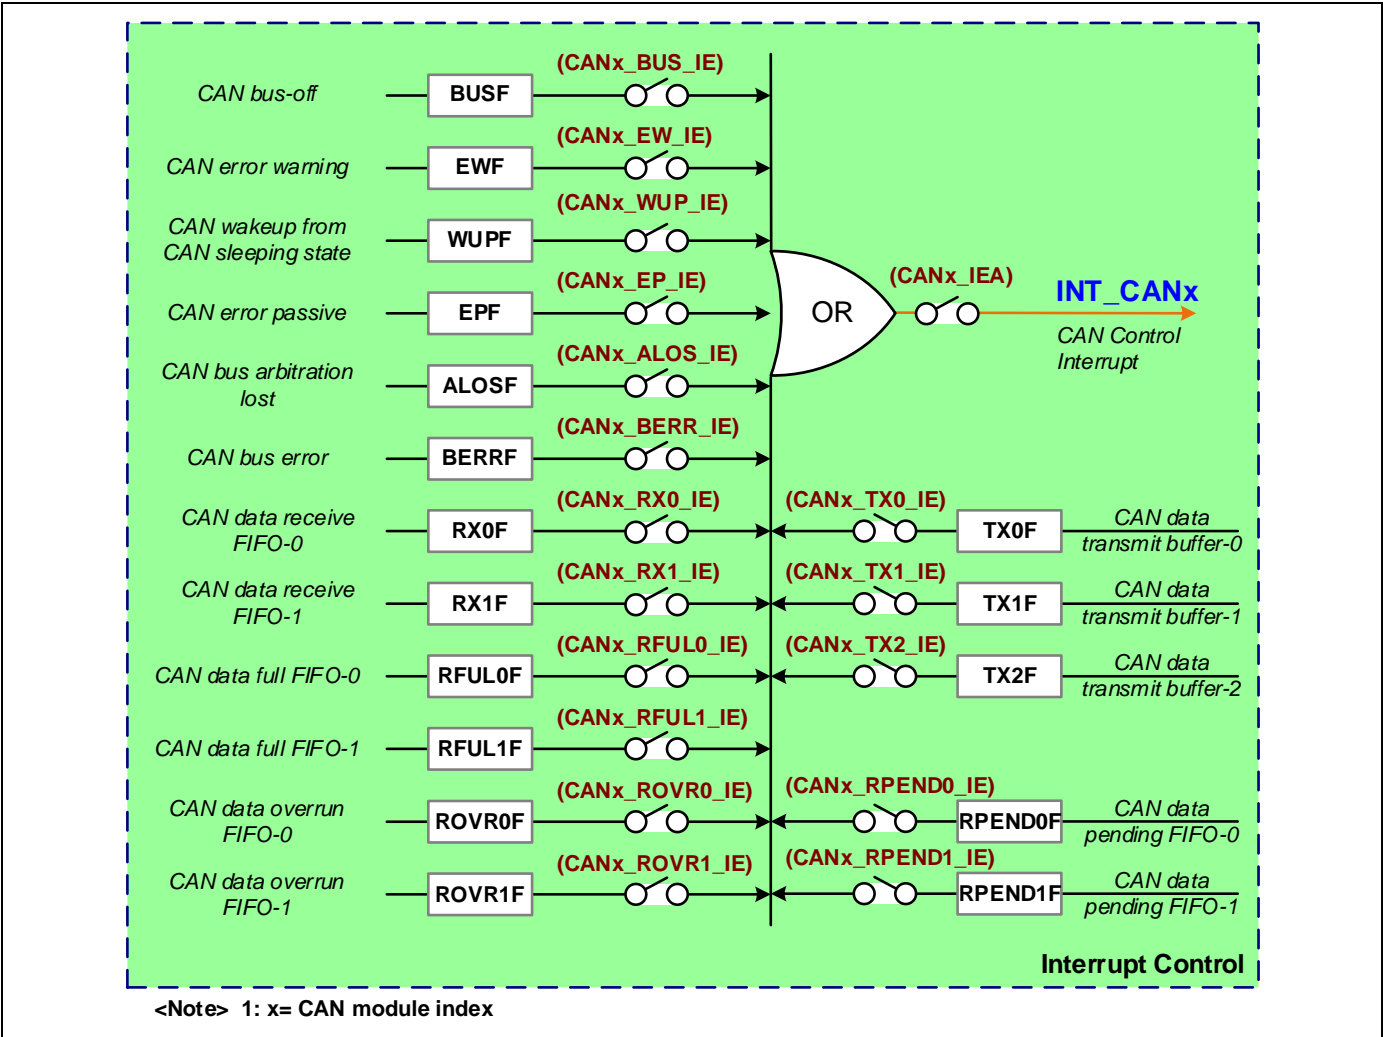 (CANx_BUS_IE)
CAN bus-off
BUSF
(CANx_EW_IE)
CAN error warning
EWF
(CANx_WUP_IE)
CAN wakeup from
CAN sleeping state
WUPF
(CANx_EP_IE)
CAN error passive
EPF
OR
(CANx_IEA)
INT_CANx
CAN Control
Interrupt
(CANx_ALOS_IE)
CAN bus arbitration
lost
ALOSF
(CANx_BERR_IE)
CAN bus error
BERRF
(CANx_RX0_IE)
CAN data receive
FIFO-0
RX0F
(CANx_TX0_IE)
TX0F
CAN data
transmit buffer-0
(CANx_RX1_IE)
CAN data receive
FIFO-1
RX1F
(CANx_TX1_IE)
TX1F
CAN data
transmit buffer-1
(CANx_RFUL0_IE)
CAN data full FIFO-0
RFUL0F
(CANx_TX2_IE)
TX2F
CAN data
transmit buffer-2
(CANx_RFUL1_IE)
CAN data full FIFO-1
RFUL1F
(CANx_ROVR0_IE)
CAN data overrun
FIFO-0
ROVR0F
(CANx_RPEND0_IE)
RPEND0F
CAN data
pending FIFO-0
(CANx_ROVR1_IE)
CAN data overrun
FIFO-1
ROVR1F
(CANx_RPEND1_IE)
RPEND1F
CAN data
pending FIFO-1
Interrupt Control
<Note> 1: x= CAN module index